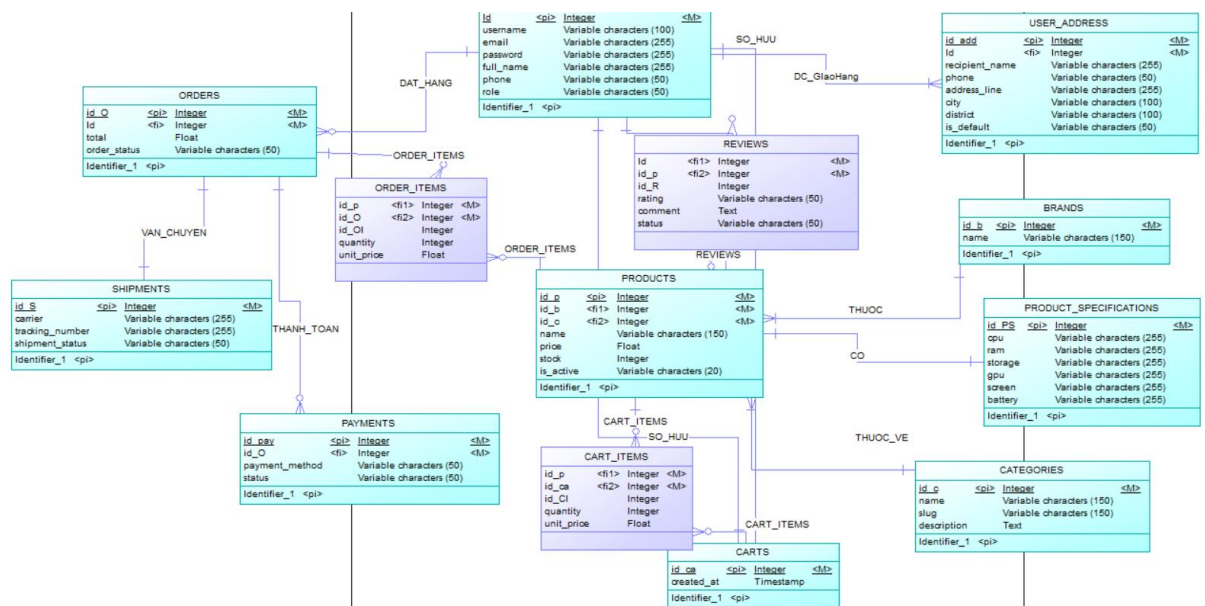 Id <pi> Integer <M>
username Variable characters (100)
email Variable characters (255)
password Variable characters (255)
full_name Variable characters (255)
phone Variable characters (50)
role Variable characters (50)
Identifier_1 <pi>
SO_HUU
DC_GIaoHang
USER_ADDRESS
id_add <pi> Integer <M>
Id <fi> Integer <M>
recipient_name Variable characters (255)
phone Variable characters (50)
address_line Variable characters (255)
city Variable characters (100)
district Variable characters (100)
is_default Variable characters (50)
Identifier_1 <pi>
DAT_HANG
ORDERS
id_O <pi> Integer <M>
Id <fi> Integer <M>
total Float
order_status Variable characters (50)
Identifier_1 <pi>
ORDER_ITEMS
ORDER_ITEMS
id_p <fi1> Integer <M>
id_O <fi2> Integer <M>
id_OI Integer
quantity Integer
unit_price Float
ORDER_ITEMS
REVIEWS
Id <fi1> Integer <M>
id_p <fi2> Integer <M>
id_R Integer
rating Variable characters (50)
comment Text
status Variable characters (50)
REVIEWS
BRANDS
id_b <pi> Integer <M>
name Variable characters (150)
Identifier_1 <pi>
VAN_CHUYEN
SHIPMENTS
id_S <pi> Integer <M>
carrier Variable characters (255)
tracking_number Variable characters (255)
shipment_status Variable characters (50)
Identifier_1 <pi>
THANH_TOAN
PRODUCTS
id_p <pi> Integer <M>
id_b <fi1> Integer <M>
id_c <fi2> Integer <M>
name Variable characters (150)
price Float
stock Integer
is_active Variable characters (20)
Identifier_1 <pi>
THUOC
CO
PRODUCT_SPECIFICATIONS
id_PS <pi> Integer <M>
cpu Variable characters (255)
ram Variable characters (255)
storage Variable characters (255)
gpu Variable characters (255)
screen Variable characters (255)
battery Variable characters (255)
Identifier_1 <pi>
PAYMENTS
id_pay <pi> Integer <M>
id_O <fi> Integer <M>
payment_method Variable characters (50)
status Variable characters (50)
Identifier_1 <pi>
CART_ITEMS
SO_HUU
THUOC_VE
CART_ITEMS
id_p <fi1> Integer <M>
id_ca <fi2> Integer <M>
id_CI Integer
quantity Integer
unit_price Float
CART_ITEMS
CATEGORIES
id_c <pi> Integer <M>
name Variable characters (150)
slug Variable characters (150)
description Text
Identifier_1 <pi>
CARTS
id_ca <pi> Integer <M>
created_at Timestamp
Identifier_1 <pi>